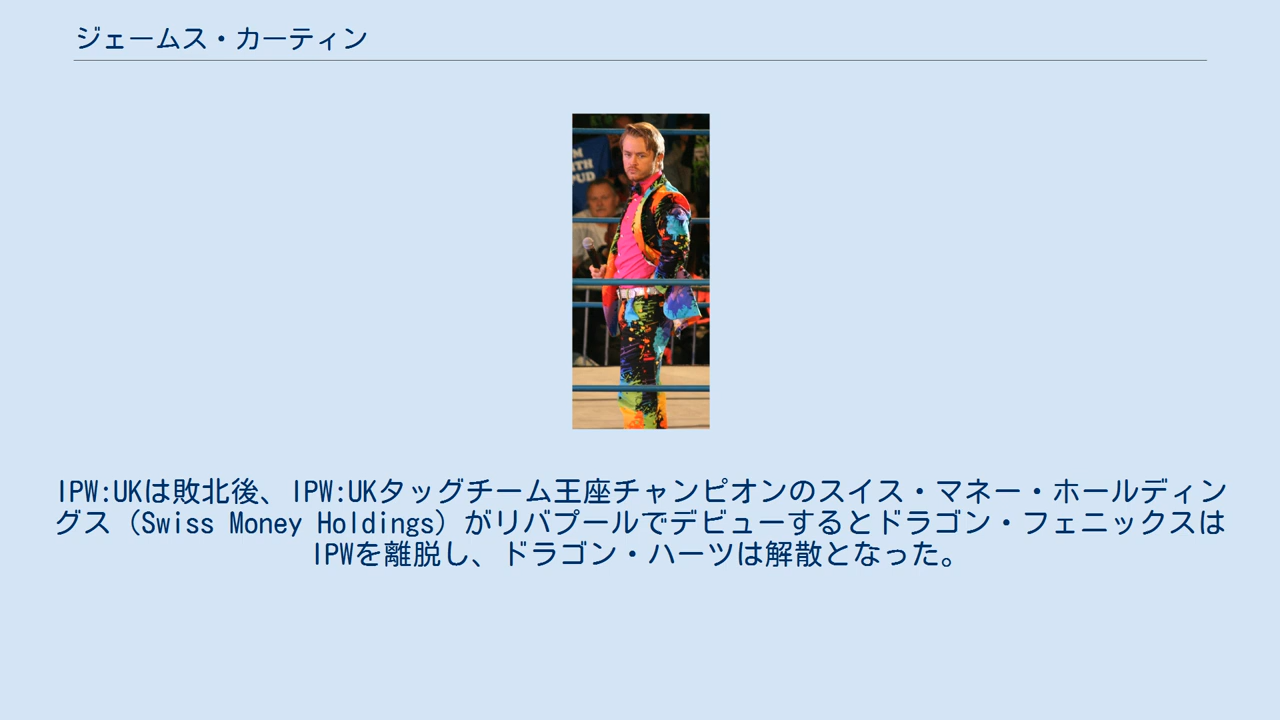 ジェームス・カーティン
M
TH
PUD
IPW:UKは敗北後、IPW:UKタッグチーム王座チャンピオンのスイス・マネー・ホールディン
グス（Swiss Money Holdings）がリバプールでデビューするとドラゴン・フェニックスは
IPWを離脱し、ドラゴン・ハーツは解散となった。